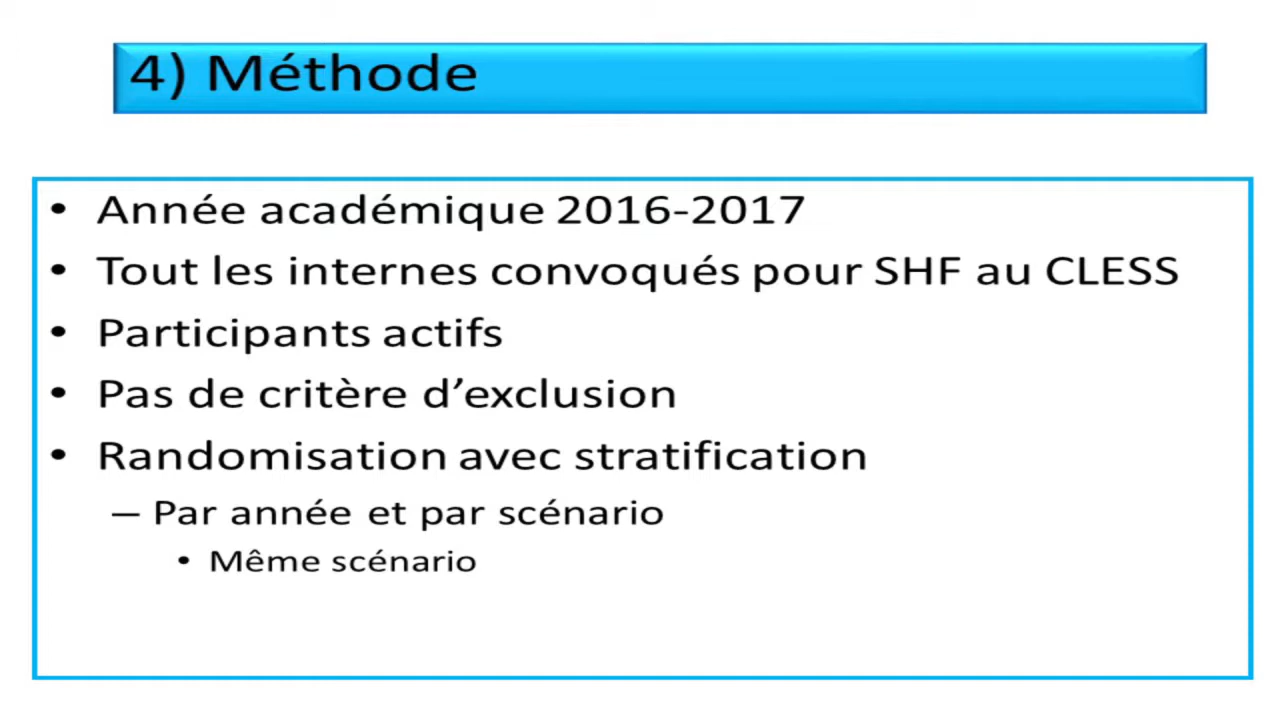 4) Méthode
• Année académique 2016-2017
• Tout les internes convoqués pour SHF au CLESS
• Participants actifs
• Pas de critère d’exclusion
• Randomisation avec stratification
– Par année et par scénario
• Même scénario